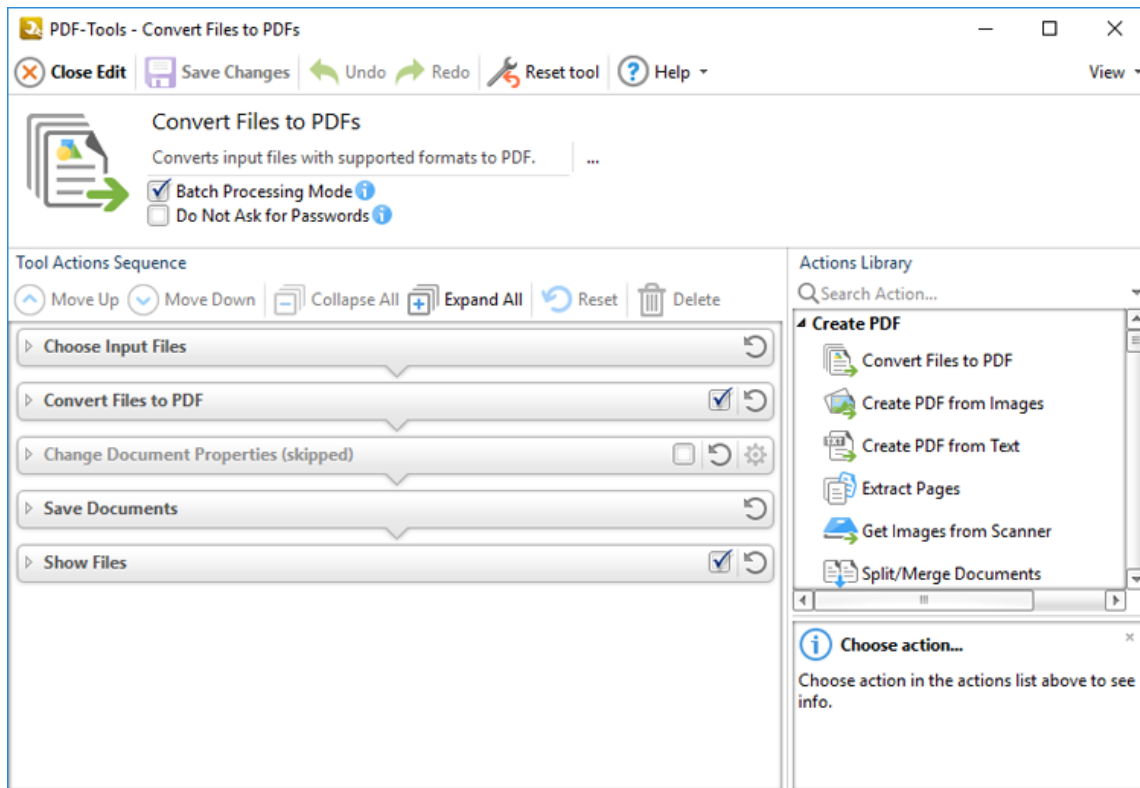 PDF-Tools - Convert Files to PDFs
Close Edit Save Changes Undo Redo Reset tool ? Help View
Convert Files to PDFs
Converts input files with supported formats to PDF. ...
Batch Processing Mode i
Do Not Ask for Passwords i
Tool Actions Sequence
Move Up Move Down Collapse All Expand All Reset Delete
Choose Input Files
Convert Files to PDF
Change Document Properties (skipped)
Save Documents
Show Files
Actions Library
Search Action...
Create PDF
Convert Files to PDF
Create PDF from Images
TXT Create PDF from Text
Extract Pages
Get Images from Scanner
Split/Merge Documents
i Choose action...
Choose action in the actions list above to see
info.